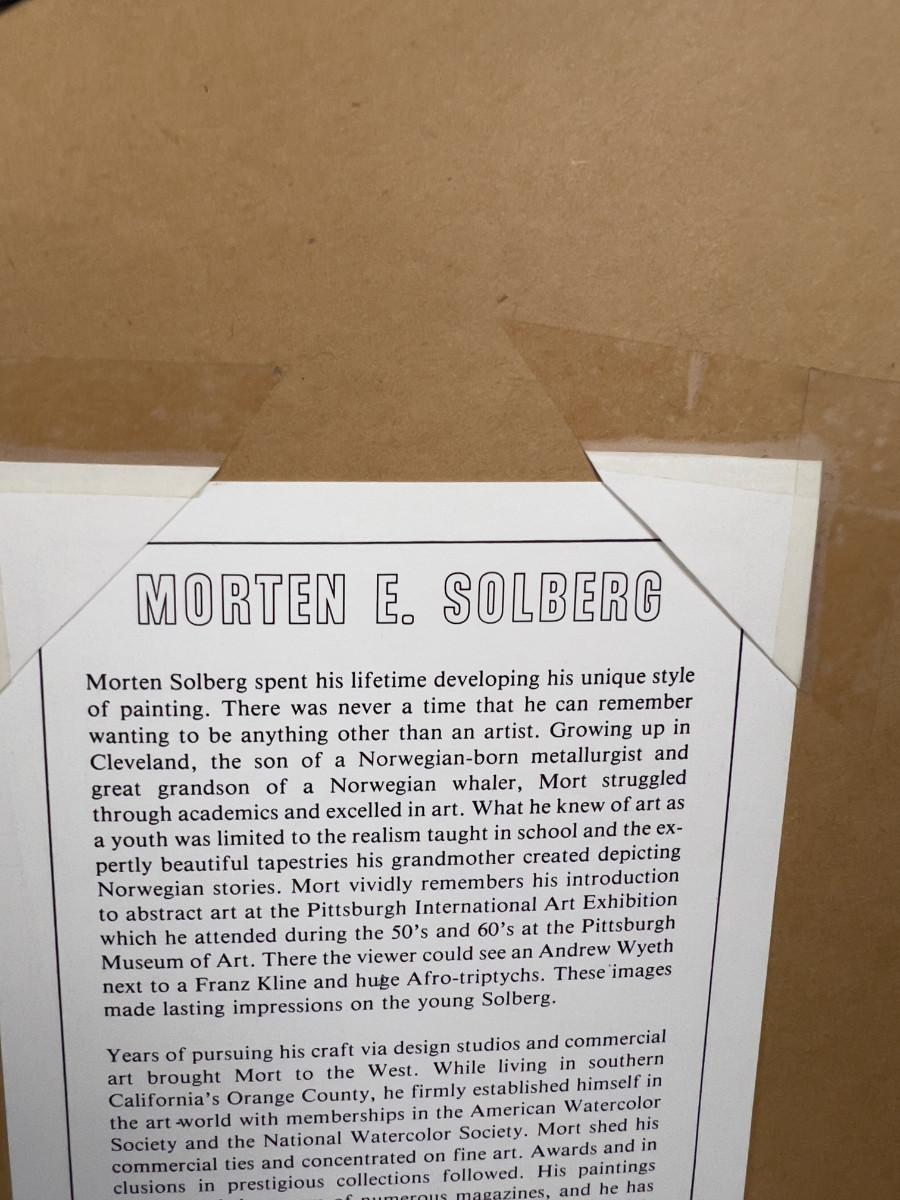 MORTEN E. SOLBERG
Morten Solberg spent his lifetime developing his unique style
of painting. There was never a time that he can remember
wanting to be anything other than an artist. Growing up in
Cleveland, the son of a Norwegian-born metallurgist and
great grandson of a Norwegian whaler, Mort struggled
through academics and excelled in art. What he knew of art as
a youth was limited to the realism taught in school and the ex-
pertly beautiful tapestries his grandmother created depicting
Norwegian stories. Mort vividly remembers his introduction
to abstract art at the Pittsburgh International Art Exhibition
which he attended during the 50's and 60's at the Pittsburgh
Museum of Art. There the viewer could see an Andrew Wyeth
next to a Franz Kline and huge Afro-triptychs. These images
made lasting impressions on the young Solberg.
Years of pursuing his craft via design studios and commercial
art brought Mort to the West. While living in southern
California's Orange County, he firmly established himself in
the art world with memberships in the American Watercolor
Society and the National Watercolor Society. Mort shed his
commercial ties and concentrated on fine art. Awards and in
clusions in prestigious collections followed. His paintings
of numerous magazines, and he has